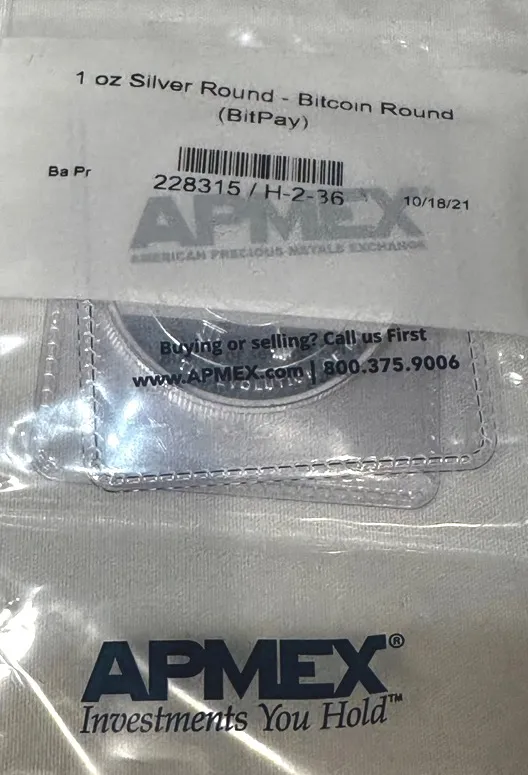 1 oz Silver Round - Bitcoin Round
(BitPay)
Ba Pr
228315 / H-2-36
10/18/21
APMEX®
AMERICAN PRECIOUS METALS EXCHANGE
Buying or selling? Call us First
www.APMEX.com | 800.375.9006
APMEX®
Investments You Hold™